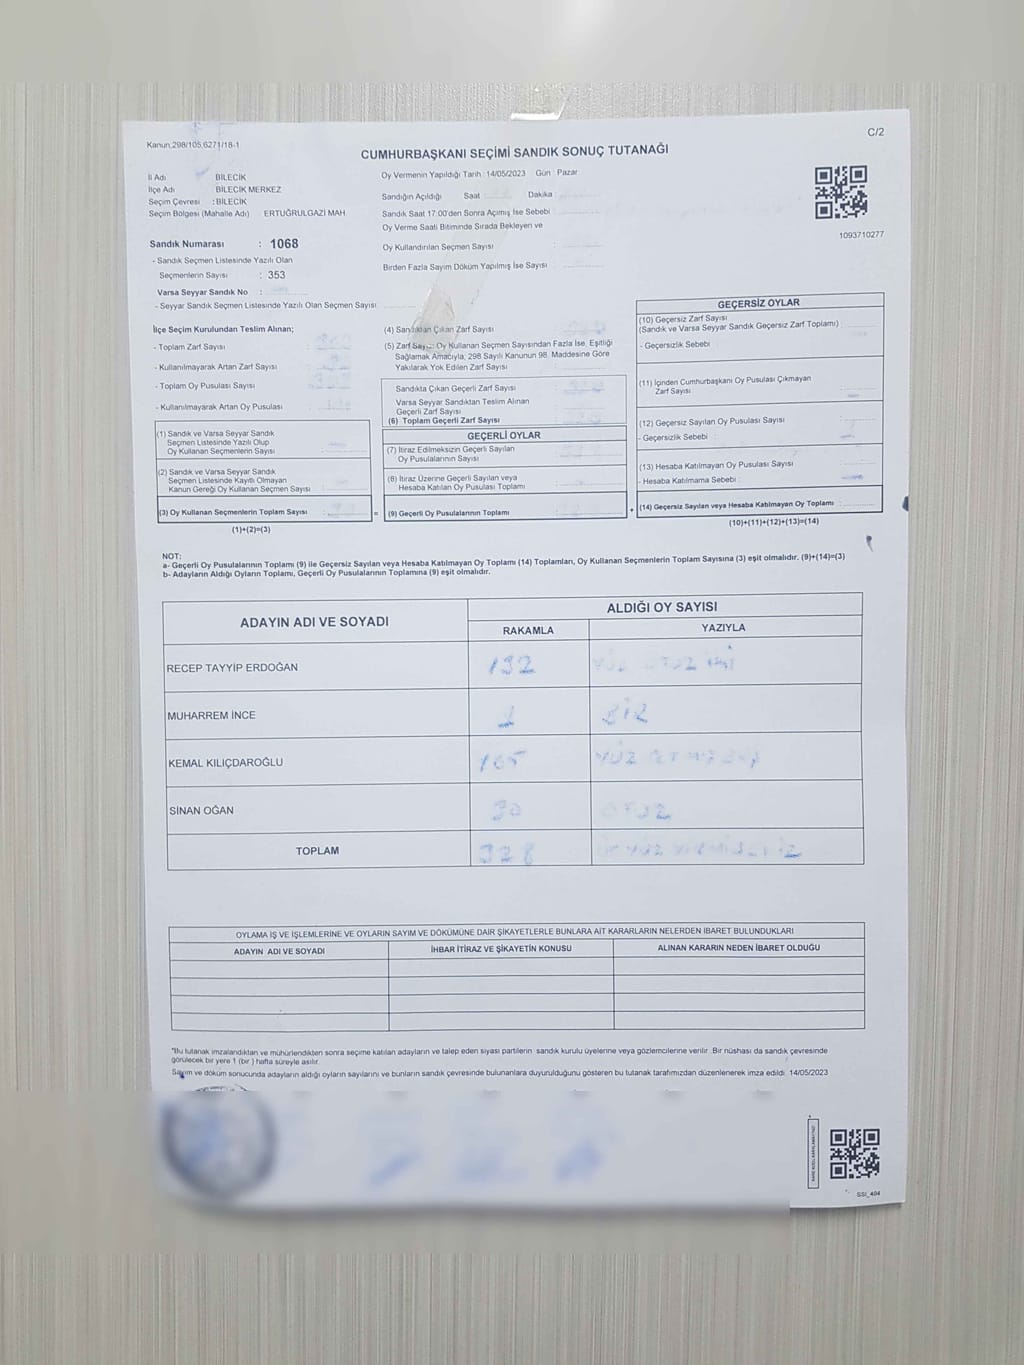 Kanun,298/105,6271/18-1
C/2
CUMHURBAŞKANI SEÇİMİ SANDIK SONUÇ TUTANAĞI
İl Adı BİLECİK
İlçe Adı BİLECİK MERKEZ
Seçim Çevresi : BİLECİK
Seçim Bölgesi (Mahalle Adı) ERTUĞRULGAZİ MAH.
Sandık Numarası : 1068
- Sandık Seçmen Listesinde Yazılı Olan
Seçmenlerin Sayısı : 353
Varsa Seyyar Sandık No :
- Seyyar Sandık Seçmen Listesinde Yazılı Olan Seçmen Sayısı
Oy Vermenin Yapıldığı Tarih : 14/05/2023 Gün : Pazar
Sandığın Açıldığı Saat Dakika
Sandık Saat 17:00'den Sonra Açımış İse Sebebi
Oy Verme Saati Bitiminde Sırada Bekleyen ve
Oy Kullandırılan Seçmen Sayısı
Birden Fazla Sayım Döküm Yapılmış İse Sayısı
1093710277
İlçe Seçim Kurulundan Teslim Alınan;
- Toplam Zarf Sayısı
- Kullanılmayarak Artan Zarf Sayısı
- Toplam Oy Pusulası Sayısı
- Kullanılmayarak Artan Oy Pusulası
(1) Sandık ve Varsa Seyyar Sandık
Seçmen Listesinde Yazılı Olup
Oy Kullanan Seçmenlerin Sayısı
(2) Sandık ve Varsa Seyyar Sandık
Seçmen Listesinde Kayıtlı Olmayan
Kanun Gereği Oy Kullanan Seçmen Sayısı
(3) Oy Kullanan Seçmenlerin Toplam Sayısı
(1)+(2)=(3)
(4) Sandıktan Çıkan Zarf Sayısı
(5) Zarf Sayısı Oy Kullanan Seçmen Sayısından Fazla İse, Eşitliği
Sağlamak Amacıyla; 298 Sayılı Kanunun 98. Maddesine Göre
Yakılarak Yok Edilen Zarf Sayısı
Sandıkta Çıkan Geçerli Zarf Sayısı
Varsa Seyyar Sandıktan Teslim Alınan
Geçerli Zarf Sayısı
(6) Toplam Geçerli Zarf Sayısı
GEÇERLİ OYLAR
(7) İtiraz Edilmeksizin Geçerli Sayılan
Oy Pusulalarının Sayısı
(8) İtiraz Üzerine Geçerli Sayılan veya
Hesaba Katılan Oy Pusulası Toplamı
= (9) Geçerli Oy Pusulalarının Toplamı
GEÇERSİZ OYLAR
(10) Geçersiz Zarf Sayısı
(Sandık ve Varsa Seyyar Sandık Geçersiz Zarf Toplamı)
- Geçersizlik Sebebi
(11) İçinden Cumhurbaşkanı Oy Pusulası Çıkmayan
Zarf Sayısı
(12) Geçersiz Sayılan Oy Pusulası Sayısı
- Geçersizlik Sebebi
(13) Hesaba Katılmayan Oy Pusulası Sayısı
- Hesaba Katılmama Sebebi
+ (14) Geçersiz Sayılan veya Hesaba Katılmayan Oy Toplamı
(10)+(11)+(12)+(13)=(14)
NOT:
a- Geçerli Oy Pusulalarının Toplamı (9) ile Geçersiz Sayılan veya Hesaba Katılmayan Oy Toplamı (14) Toplamları, Oy Kullanan Seçmenlerin Toplam Sayısına (3) eşit olmalıdır. (9)+(14)=(3)
b- Adayların Aldığı Oyların Toplamı, Geçerli Oy Pusulalarının Toplamına (9) eşit olmalıdır.
ADAYIN ADI VE SOYADI ALDIĞI OY SAYISI
RAKAMLA YAZIYLA
RECEP TAYYİP ERDOĞAN 132 YÜZ OTUZ İKİ
MUHARREM İNCE 1 BİR
KEMAL KILIÇDAROĞLU 165 YÜZ
SİNAN OĞAN 30 OTUZ
TOPLAM 328
OYLAMA İŞ VE İŞLEMLERİNE VE OYLARIN SAYIM VE DÖKÜMÜNE DAİR ŞİKAYETLERLE BUNLARA AİT KARARLARIN NELERDEN İBARET BULUNDUKLARI
ADAYIN ADI VE SOYADI İHBAR İTİRAZ VE ŞİKAYETİN KONUSU ALINAN KARARIN NEDEN İBARET OLDUĞU
*Bu tutanak imzalandıktan ve mühürlendikten sonra seçime katılan adayların ve talep eden siyasi partilerin sandık kurulu üyelerine veya gözlemcilerine verilir. Bir nüshası da sandık çevresinde
görülecek bir yere 1 (bir) hafta süreyle asılır.
Sayım ve döküm sonucunda adayların aldığı oyların sayılarını ve bunların sandık çevresinde bulunanlara duyurulduğunu gösteren bu tutanak tarafımızdan düzenlenerek imza edildi. 14/05/2023
SSI_404